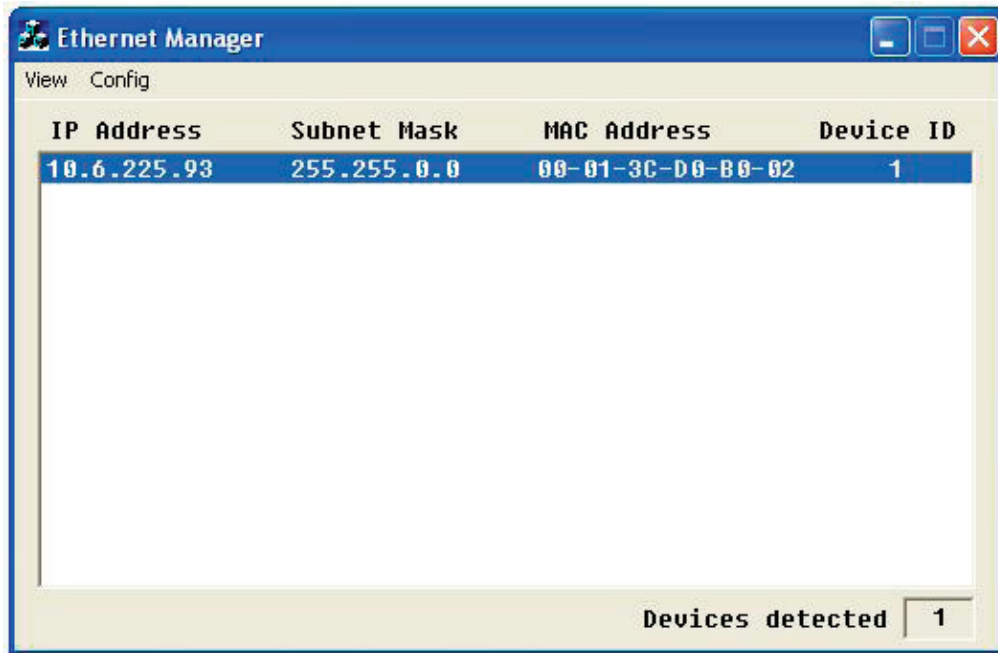 Ethernet Manager
View Config
IP Address Subnet Mask MAC Address Device ID
10.6.225.93 255.255.0.0 00-01-3C-D0-B0-02 1
Devices detected 1